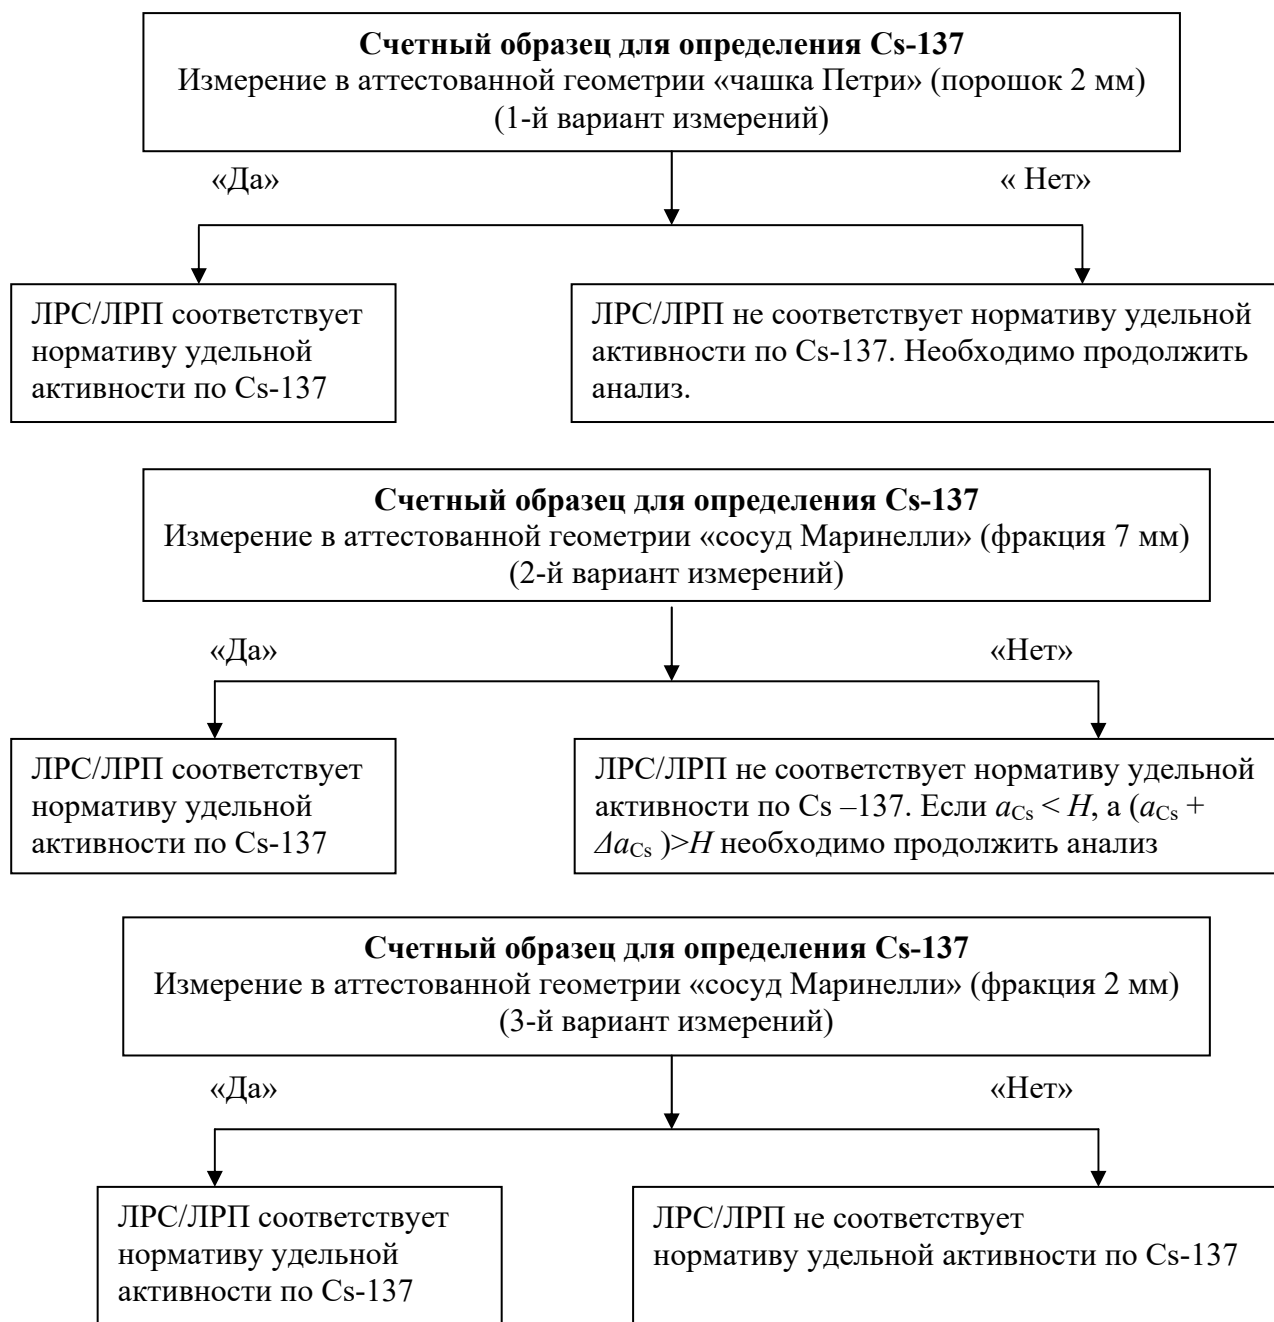 Счетный образец для определения Cs-137
Измерение в аттестованной геометрии «чашка Петри» (порошок 2 мм)
(1-й вариант измерений)
«Да»
« Нет»
ЛРС/ЛРП соответствует
нормативу удельной
активности по Cs-137
ЛРС/ЛРП не соответствует нормативу удельной
активности по Cs-137. Необходимо продолжить
анализ.
Счетный образец для определения Cs-137
Измерение в аттестованной геометрии «сосуд Маринелли» (фракция 7 мм)
(2-й вариант измерений)
«Да»
«Нет»
ЛРС/ЛРП соответствует
нормативу удельной
активности по Cs-137
ЛРС/ЛРП не соответствует нормативу удельной
активности по Cs –137. Если aCs < H, а (aCs +
ΔaCs )>H необходимо продолжить анализ
Счетный образец для определения Cs-137
Измерение в аттестованной геометрии «сосуд Маринелли» (фракция 2 мм)
(3-й вариант измерений)
«Да»
«Нет»
ЛРС/ЛРП соответствует
нормативу удельной
активности по Cs-137
ЛРС/ЛРП не соответствует
нормативу удельной активности по Cs-137